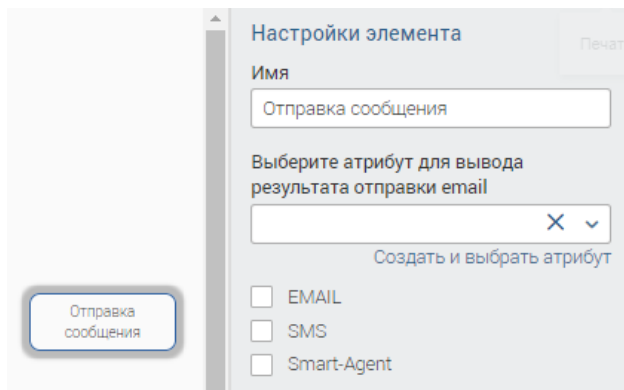 Настройки элемента
Печат
Имя
Отправка сообщения
Выберите атрибут для вывода
результата отправки email
Создать и выбрать атрибут
EMAIL
SMS
Smart-Agent
Отправка
сообщения